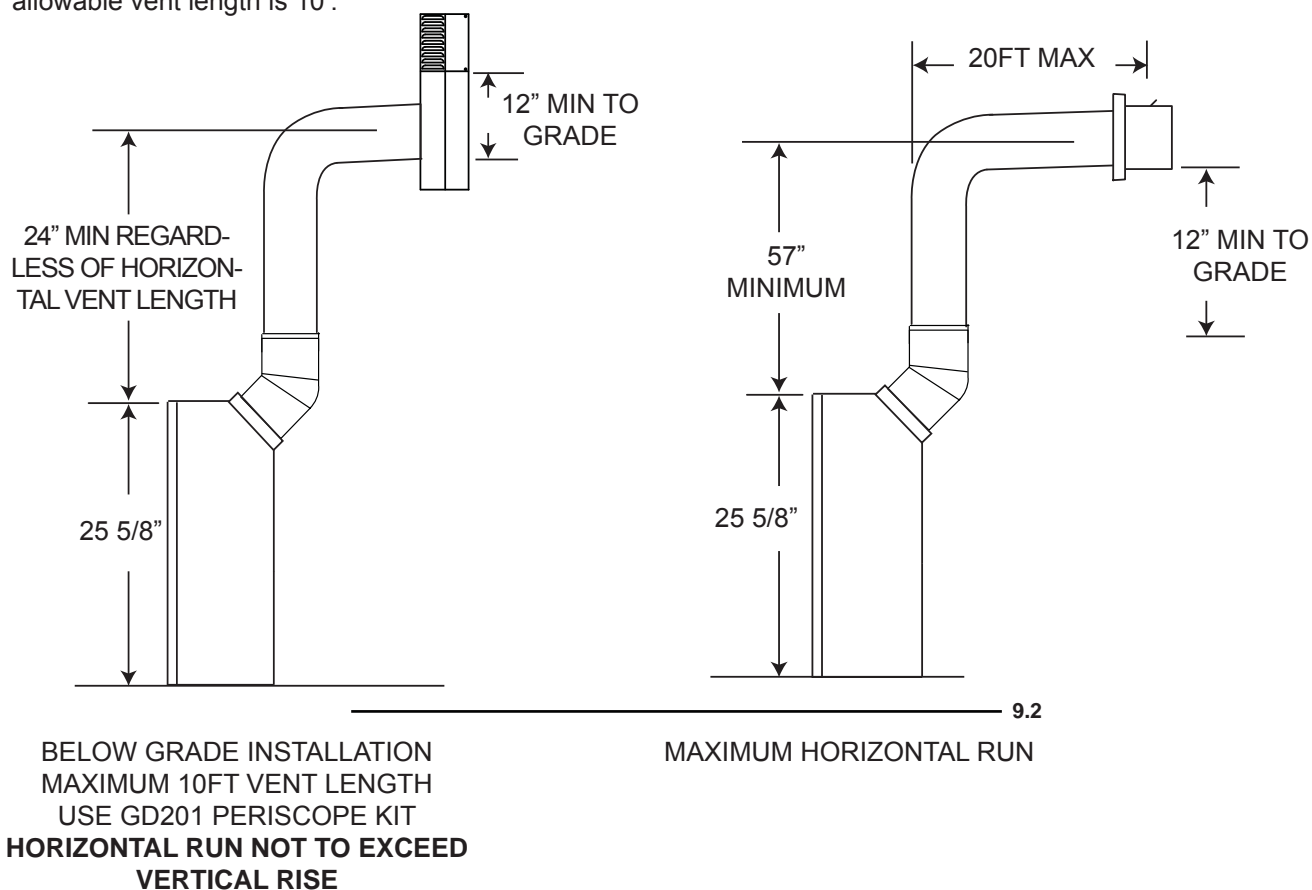 allowable vent length is 10'.
12” MIN TO
GRADE
24” MIN REGARD-
LESS OF HORIZON-
TAL VENT LENGTH
25 5/8”
20FT MAX
57”
MINIMUM
12” MIN TO
GRADE
25 5/8”
9.2
BELOW GRADE INSTALLATION
MAXIMUM 10FT VENT LENGTH
USE GD201 PERISCOPE KIT
HORIZONTAL RUN NOT TO EXCEED
VERTICAL RISE
MAXIMUM HORIZONTAL RUN